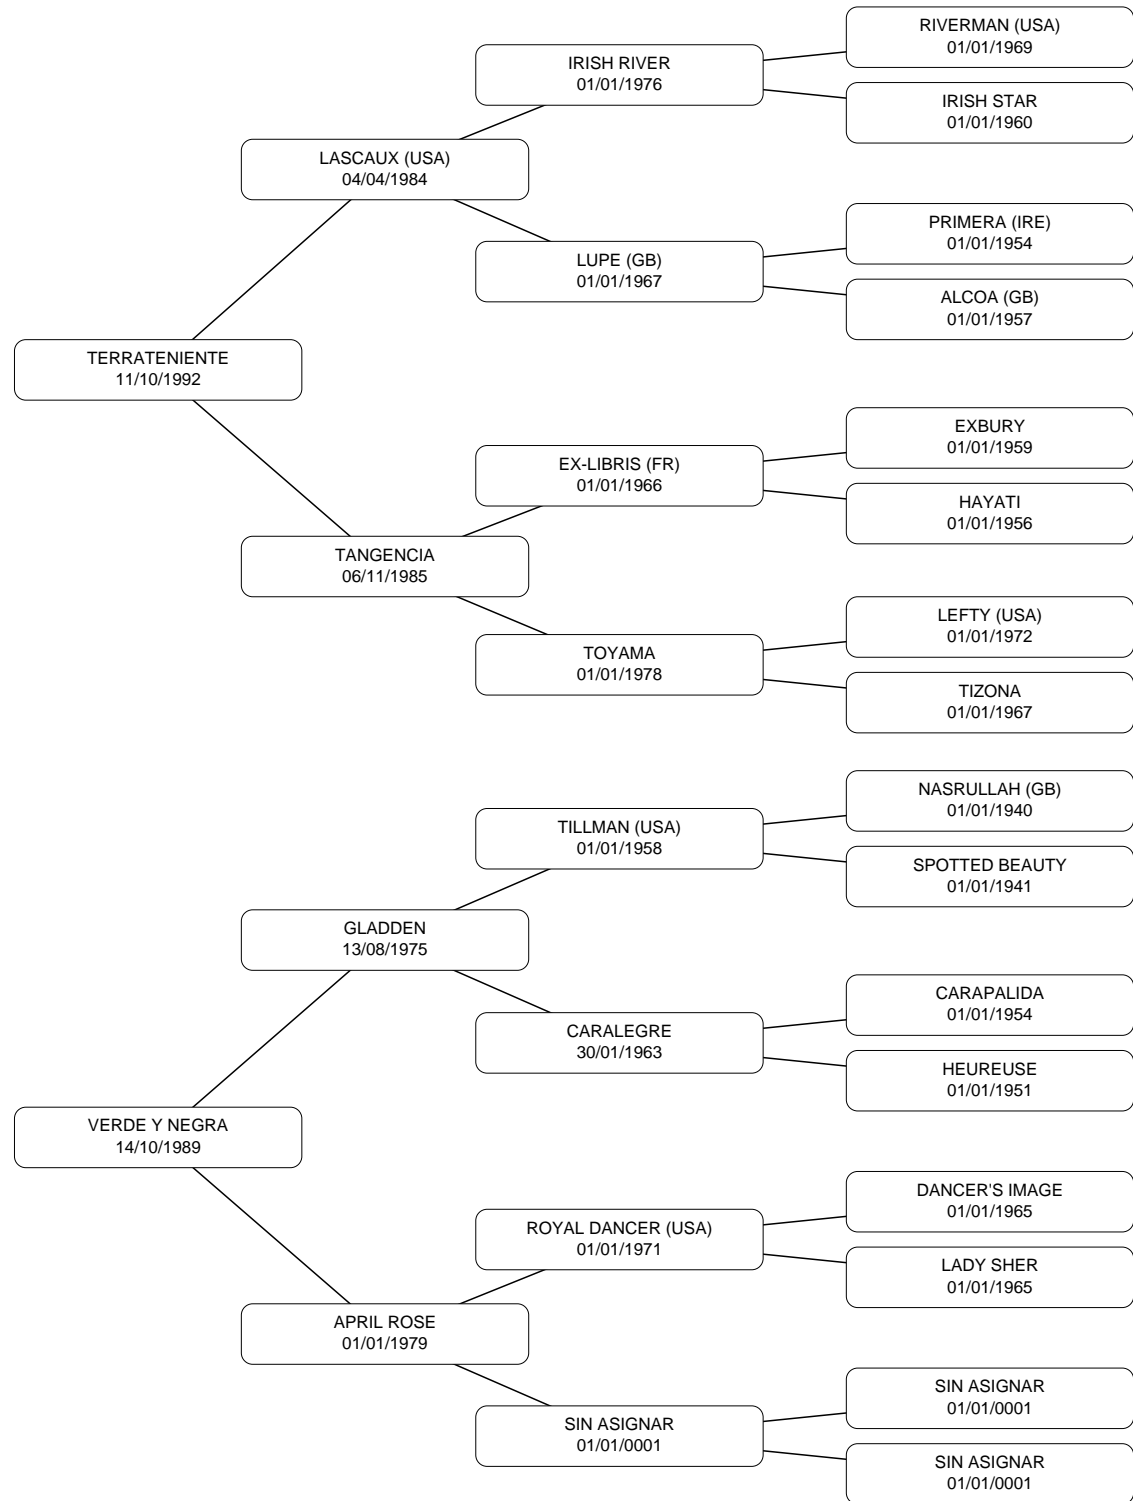 RIVERMAN (USA)
01/01/1969
IRISH RIVER
01/01/1976
IRISH STAR
01/01/1960
LASCAUX (USA)
04/04/1984
PRIMERA (IRE)
01/01/1954
LUPE (GB)
01/01/1967
ALCOA (GB)
01/01/1957
TERRATENIENTE
11/10/1992
EXBURY
01/01/1959
EX-LIBRIS (FR)
01/01/1966
HAYATI
01/01/1956
TANGENCIA
06/11/1985
LEFTY (USA)
01/01/1972
TOYAMA
01/01/1978
TIZONA
01/01/1967
NASRULLAH (GB)
01/01/1940
TILLMAN (USA)
01/01/1958
SPOTTED BEAUTY
01/01/1941
GLADDEN
13/08/1975
CARAPALIDA
01/01/1954
CARALEGRE
30/01/1963
HEUREUSE
01/01/1951
VERDE Y NEGRA
14/10/1989
DANCER'S IMAGE
01/01/1965
ROYAL DANCER (USA)
01/01/1971
LADY SHER
01/01/1965
APRIL ROSE
01/01/1979
SIN ASIGNAR
01/01/0001
SIN ASIGNAR
01/01/0001
SIN ASIGNAR
01/01/0001